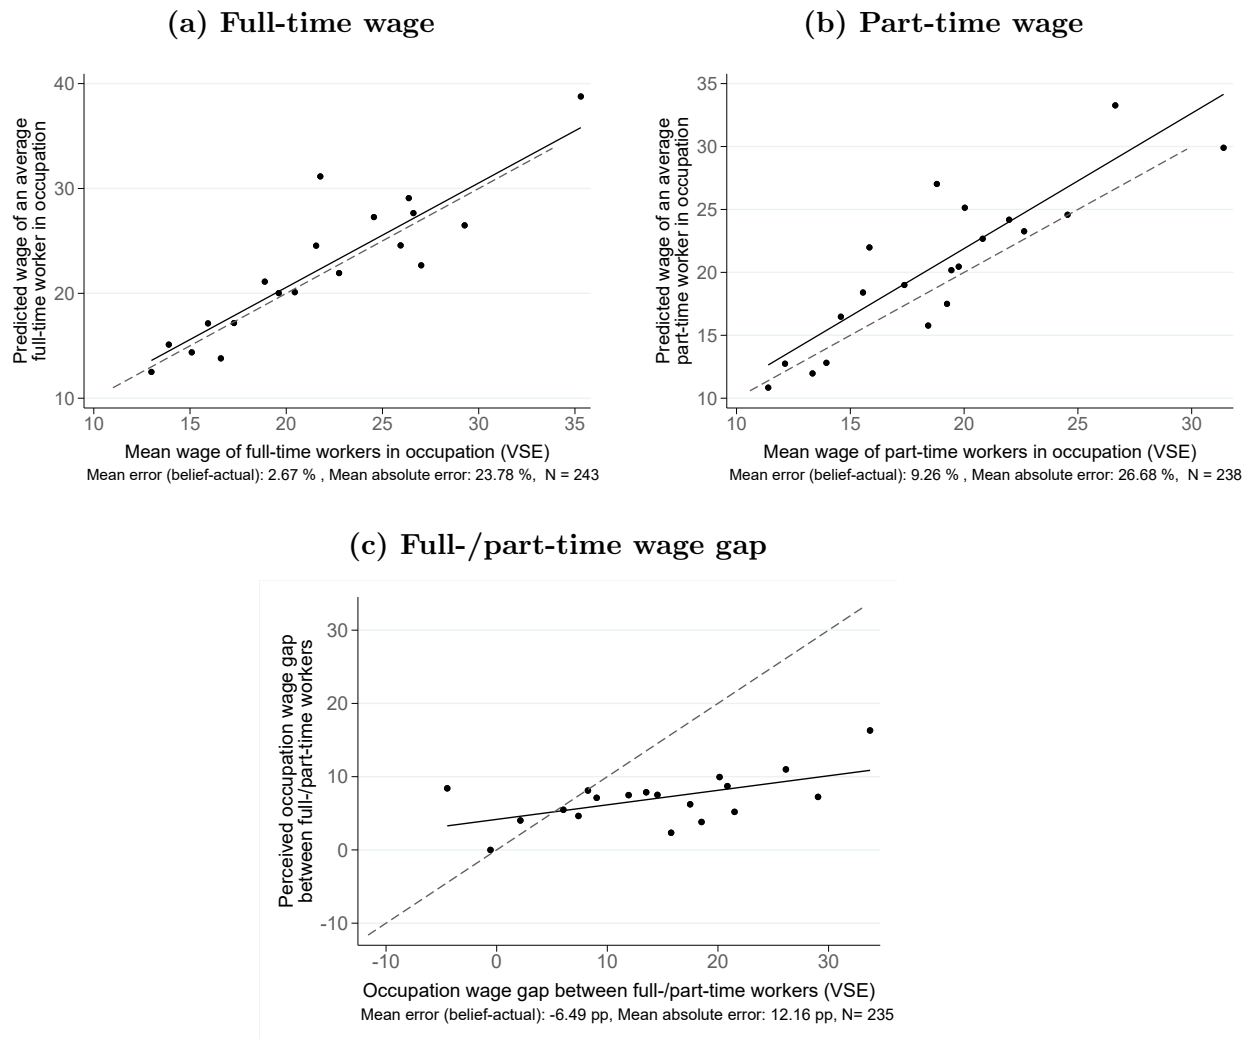 (a) Full-time wage
Predicted wage of an average
full-time worker in occupation
40
30
20
10
10 15 20 25 30 35
Mean wage of full-time workers in occupation (VSE)
Mean error (belief-actual): 2.67 % , Mean absolute error: 23.78 %, N = 243
(b) Part-time wage
Predicted wage of an average
part-time worker in occupation
35
30
25
20
15
10
10 15 20 25 30
Mean wage of part-time workers in occupation (VSE)
Mean error (belief-actual): 9.26 % , Mean absolute error: 26.68 %, N = 238
(c) Full-/part-time wage gap
Perceived occupation wage gap
between full-/part-time workers
30
20
10
0
-10
-10 0 10 20 30
Occupation wage gap between full-/part-time workers (VSE)
Mean error (belief-actual): -6.49 pp, Mean absolute error: 12.16 pp, N= 235